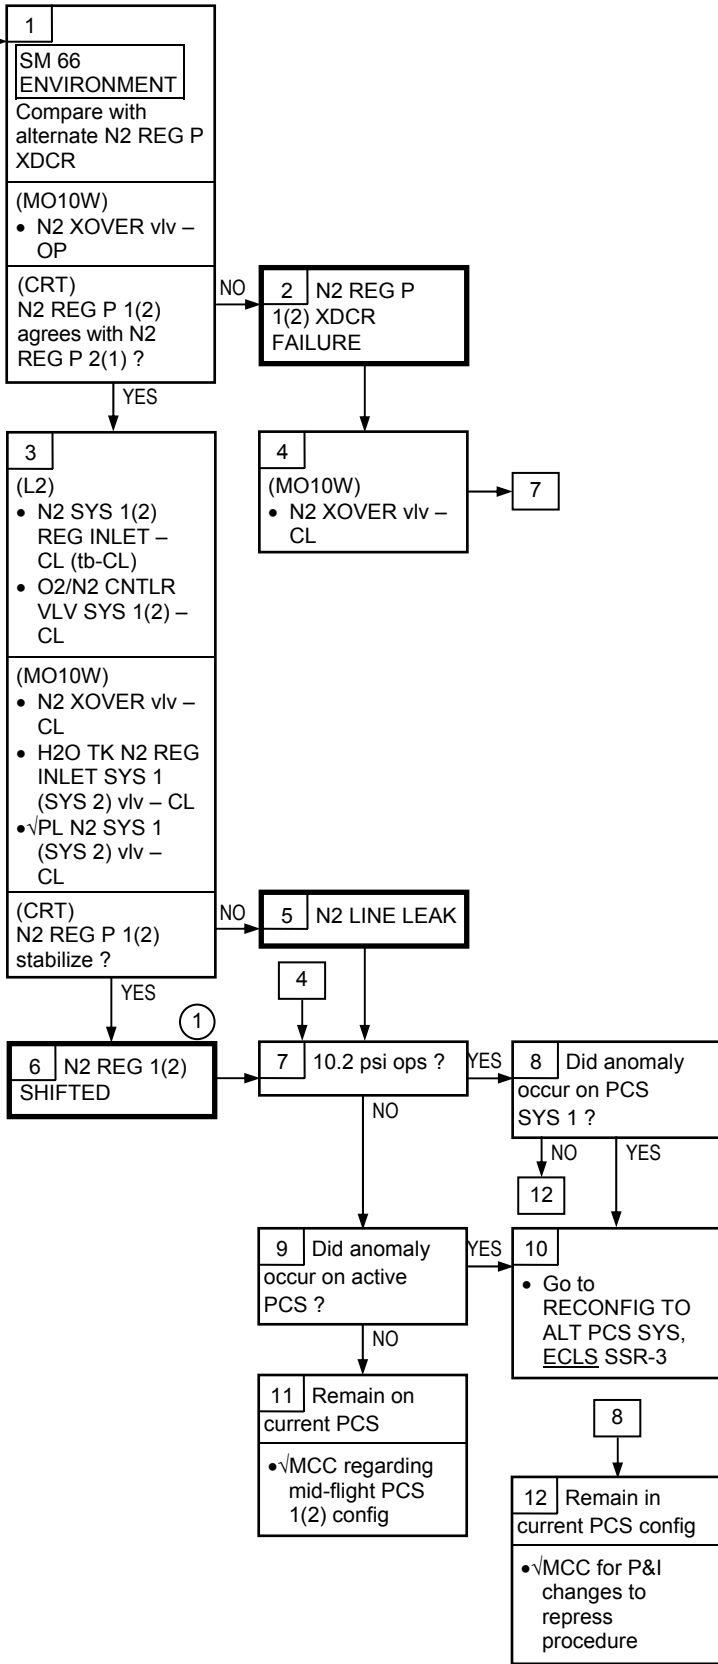 1
SM 66
ENVIRONMENT
Compare with
alternate N2 REG P
XDCR
(MO10W)
• N2 XOVER vlv –
OP
(CRT)
N2 REG P 1(2)
agrees with N2
REG P 2(1) ?
NO
YES
2 N2 REG P
1(2) XDCR
FAILURE
3
(L2)
• N2 SYS 1(2)
REG INLET –
CL (tb-CL)
• O2/N2 CNTLR
VLV SYS 1(2) –
CL
(MO10W)
• N2 XOVER vlv –
CL
• H2O TK N2 REG
INLET SYS 1
(SYS 2) vlv – CL
•√PL N2 SYS 1
(SYS 2) vlv –
CL
(CRT)
N2 REG P 1(2)
stabilize ?
NO
YES
4
(MO10W)
• N2 XOVER vlv –
CL
7
5 N2 LINE LEAK
4
1
6 N2 REG 1(2)
SHIFTED
7 10.2 psi ops ?
YES
NO
8 Did anomaly
occur on PCS
SYS 1 ?
NO
YES
12
9 Did anomaly
occur on active
PCS ?
YES
NO
10
• Go to
RECONFIG TO
ALT PCS SYS,
ECLS SSR-3
11 Remain on
current PCS
•√MCC regarding
mid-flight PCS
1(2) config
8
12 Remain in
current PCS config
•√MCC for P&I
changes to
repress
procedure